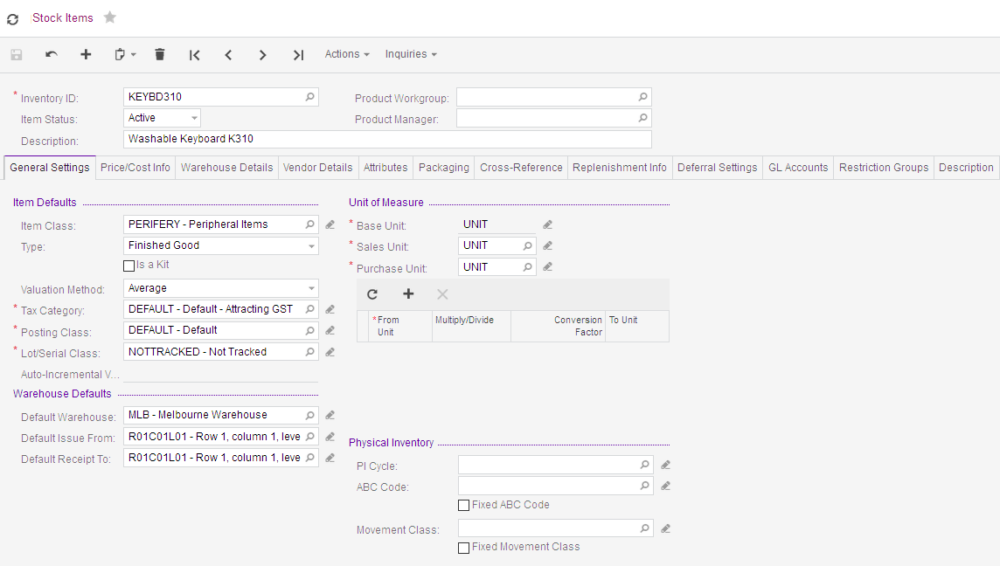 Stock Items
Actions Inquiries
* Inventory ID: KEYBD310 Product Workgroup:
Item Status: Active Product Manager:
Description: Washable Keyboard K310
General Settings Price/Cost Info Warehouse Details Vendor Details Attributes Packaging Cross-Reference Replenishment Info Deferral Settings GL Accounts Restriction Groups Description
Item Defaults
Item Class: PERIFERY - Peripheral Items
Type: Finished Good
Is a Kit
Valuation Method: Average
* Tax Category: DEFAULT - Default - Attracting GST
* Posting Class: DEFAULT - Default
* Lot/Serial Class: NOTTRACKED - Not Tracked
Auto-Incremental V...
Warehouse Defaults
Default Warehouse: MLB - Melbourne Warehouse
Default Issue From: R01C01L01 - Row 1, column 1, leve
Default Receipt To: R01C01L01 - Row 1, column 1, leve
Unit of Measure
* Base Unit: UNIT
* Sales Unit: UNIT
* Purchase Unit: UNIT
* From Multiply/Divide Conversion To Unit
Unit Factor
Physical Inventory
PI Cycle:
ABC Code:
Fixed ABC Code
Movement Class:
Fixed Movement Class